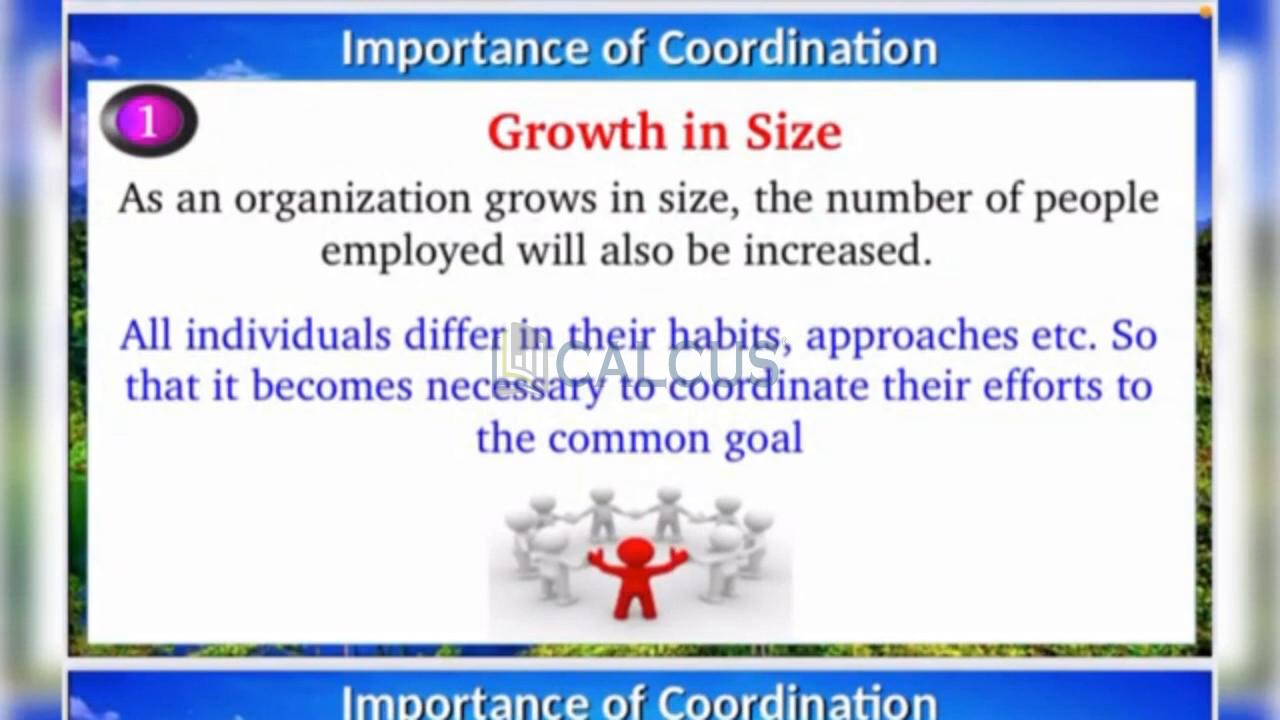 Importance of Coordination
1
Growth in Size
As an organization grows in size, the number of people
employed will also be increased.
All individuals differ in their habits, approaches etc. So
CALCUS
that it becomes necessary to coordinate their efforts to
the common goal
Importance of Coordination